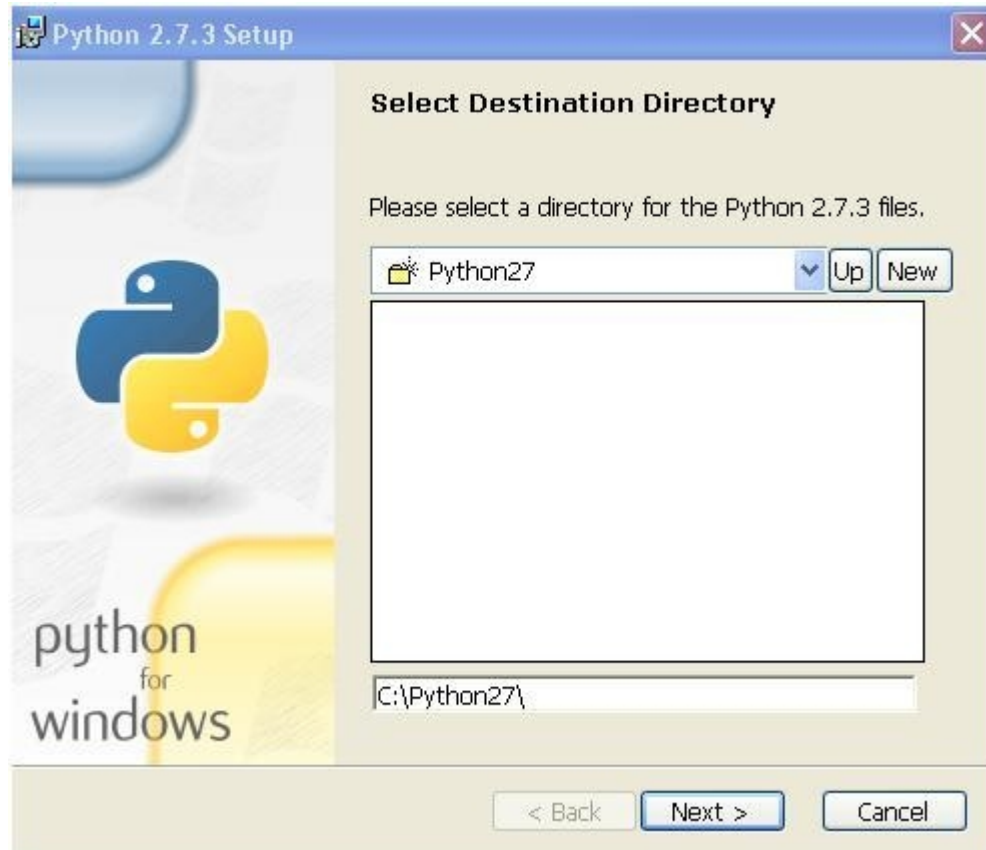 Python 2.7.3 Setup
Select Destination Directory
Please select a directory for the Python 2.7.3 files.
Python27
Up
New
C:\Python27\
python
for
windows
< Back
Next >
Cancel